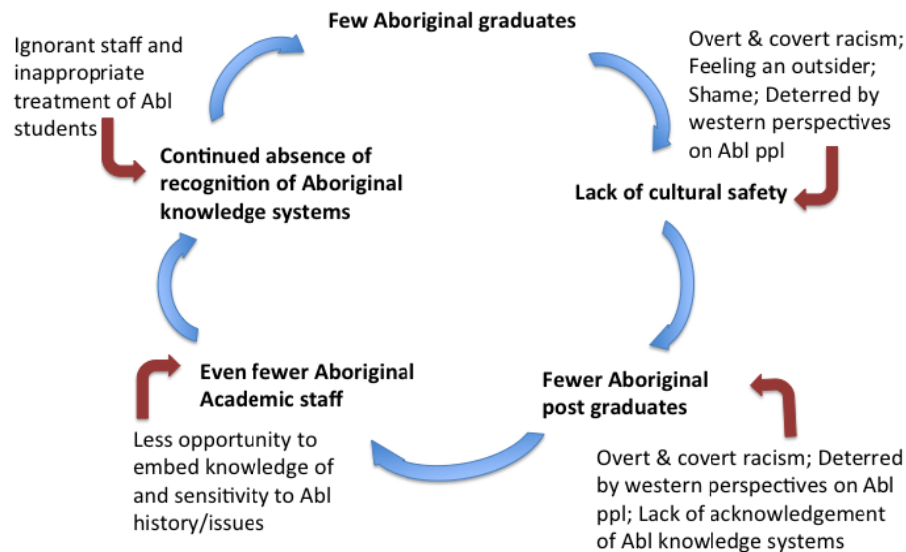 Few Aboriginal graduates
Overt & covert racism;
Feeling an outsider;
Shame; Deterred by
western perspectives
on Abl ppl
Lack of cultural safety
Fewer Aboriginal
post graduates
Overt & covert racism; Deterred
by western perspectives on Abl
ppl; Lack of acknowledgement
of Abl knowledge systems
Even fewer Aboriginal
Academic staff
Less opportunity to
embed knowledge of
and sensitivity to Abl
history/issues
Continued absence of
recognition of Aboriginal
knowledge systems
Ignorant staff and
inappropriate
treatment of Abl
students